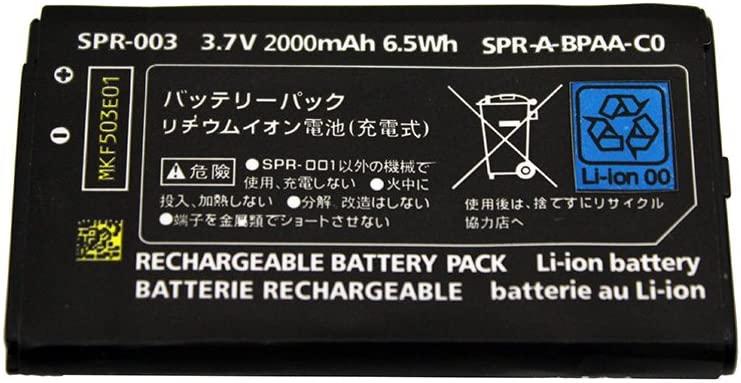 SPR-003 3.7V 2000mAh 6.5Wh SPR-A-BPAA-C0
MKF503E01
バッテリーパック
リチウムイオン電池(充電式)
危險
●SPR-001以外の機械で
使用、充電しない ●火中に
投入、加熱しない ●分解、改造はしない
●端子を金属類でショートさせない
Li-ion 00
使用後は、捨てずにリサイクル
協力店へ
RECHARGEABLE BATTERY PACK Li-ion battery
BATTERIE RECHARGEABLE batterie au Li-ion